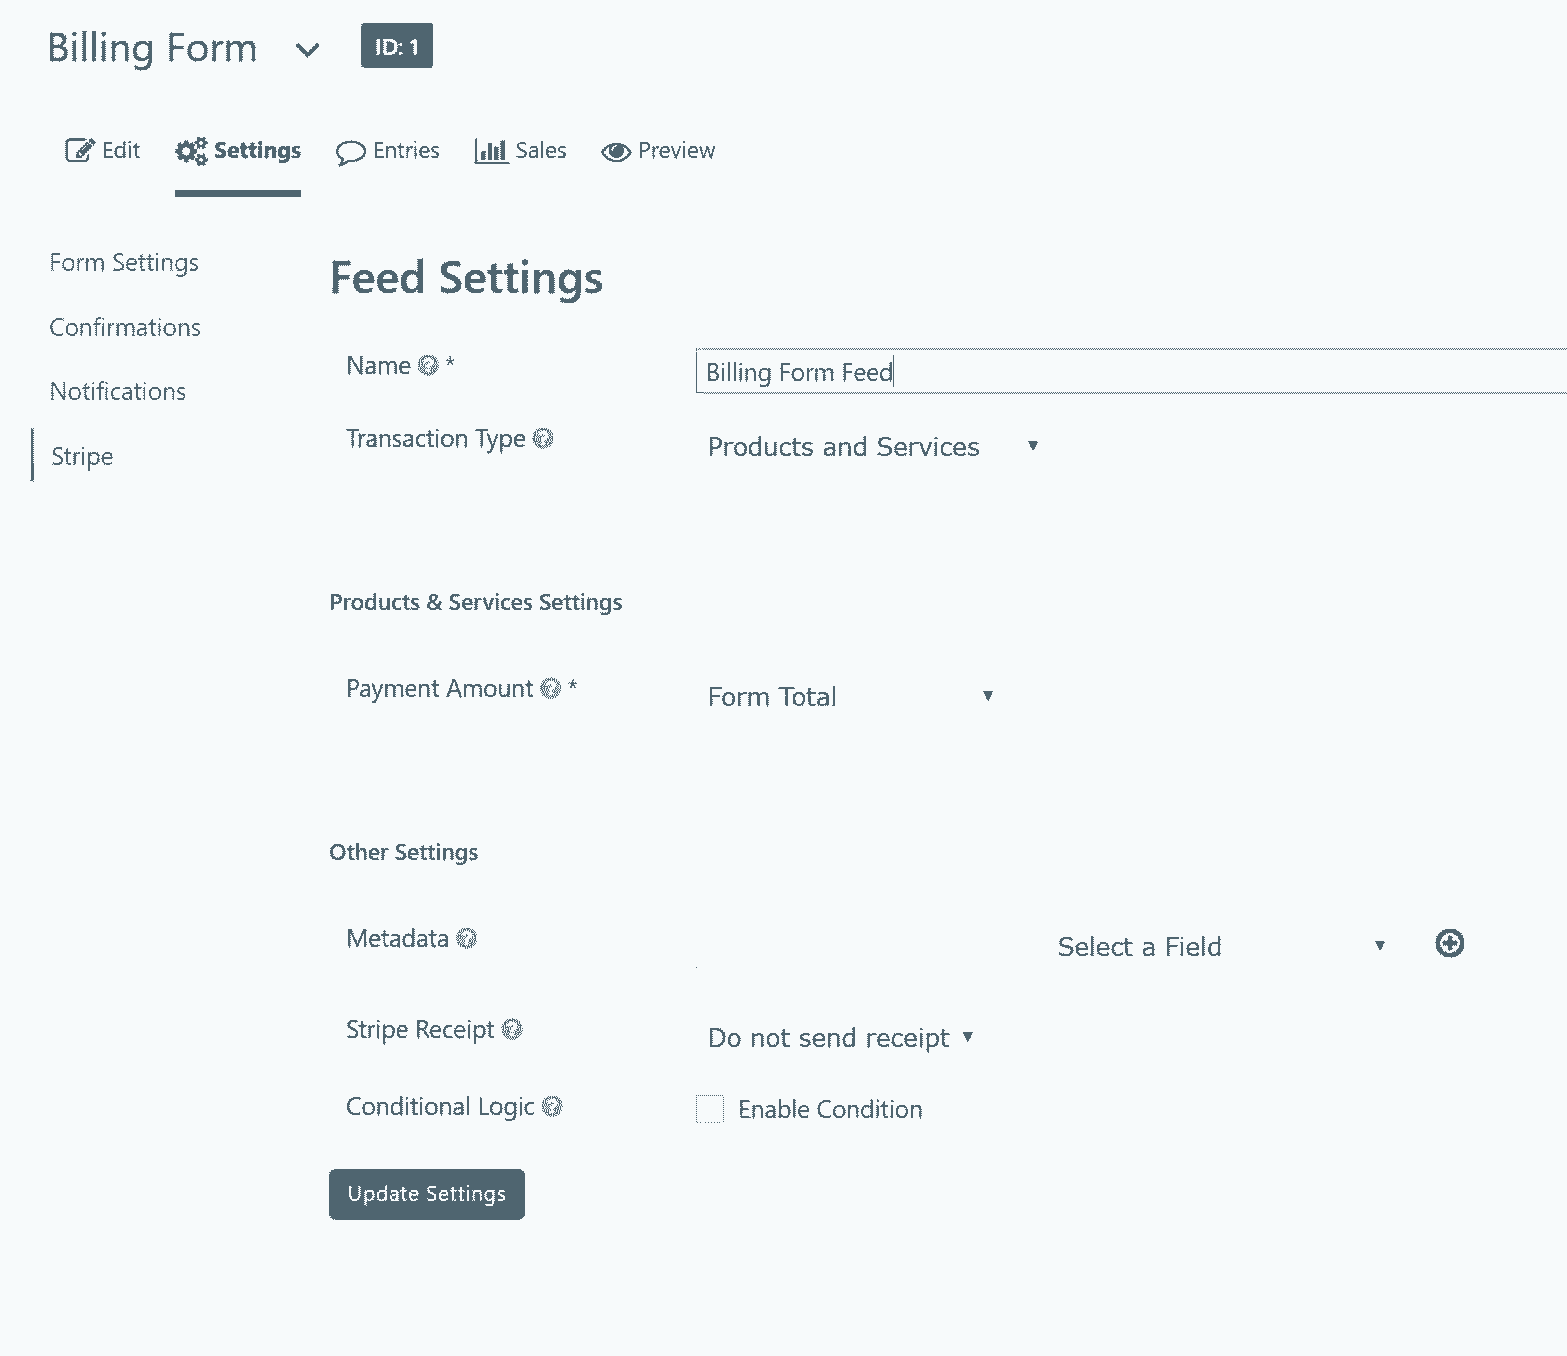 Billing Form ID: 1
Edit Settings Entries Sales Preview
Form Settings
Confirmations
Notifications
Stripe
Feed Settings
Name * Billing Form Feed
Transaction Type Products and Services
Products & Services Settings
Payment Amount * Form Total
Other Settings
Metadata Select a Field
Stripe Receipt Do not send receipt
Conditional Logic Enable Condition
Update Settings